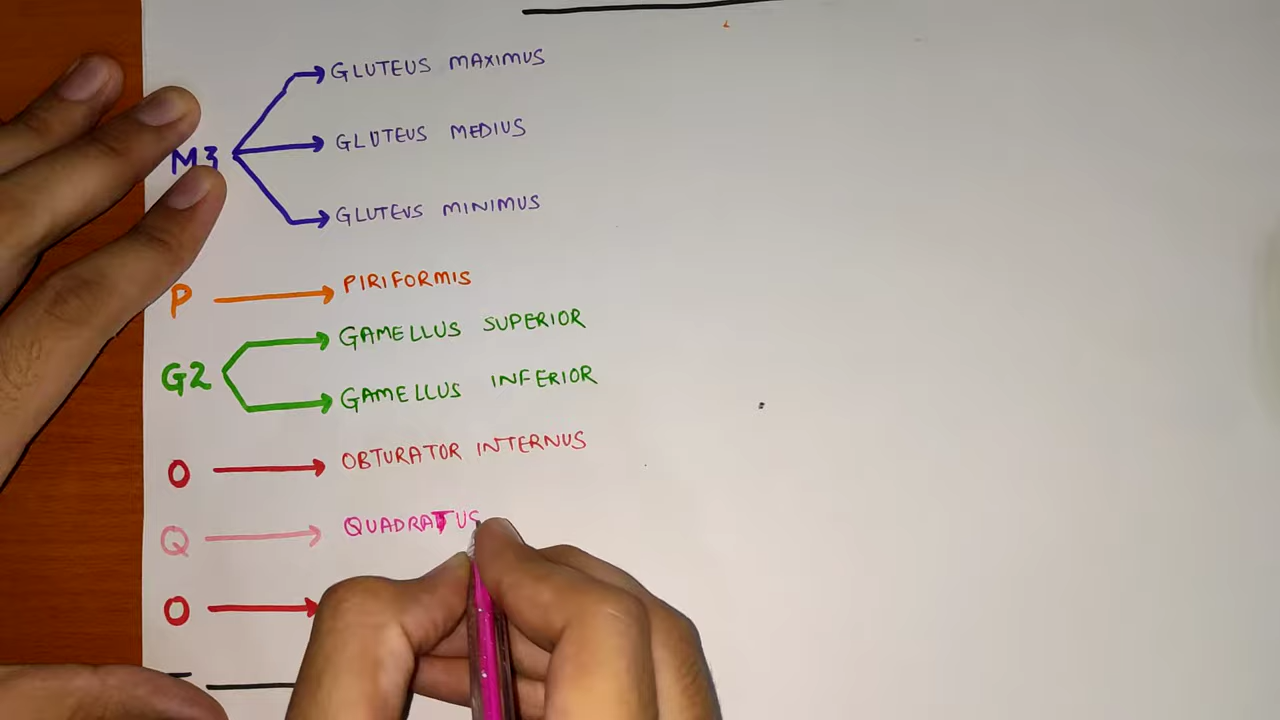 GLUTEUS MAXIMUS
GLUTEUS MEDIUS
M3
GLUTEUS MINIMUS
P PIRIFORMIS
GAMELLUS SUPERIOR
G2
GAMELLUS INFERIOR
O OBTURATOR INTERNUS
Q QUADRATUS
O